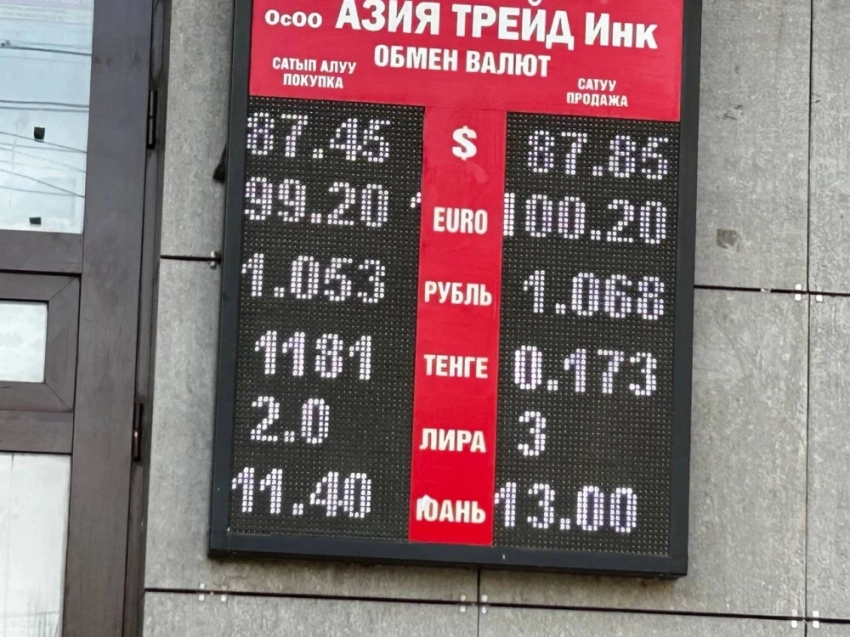 ОсОО АЗИЯ ТРЕЙД Инк
ОБМЕН ВАЛЮТ
САТЫП АЛУУ
ПОКУПКА
САТУУ
ПРОДАЖА
87.45 $ 87.85
99.20 EURO 100.20
1.053 РУБЛЬ 1.068
1181 ТЕНГЕ 0.173
2.0 ЛИРА 3
11.40 ЮАНЬ 13.00